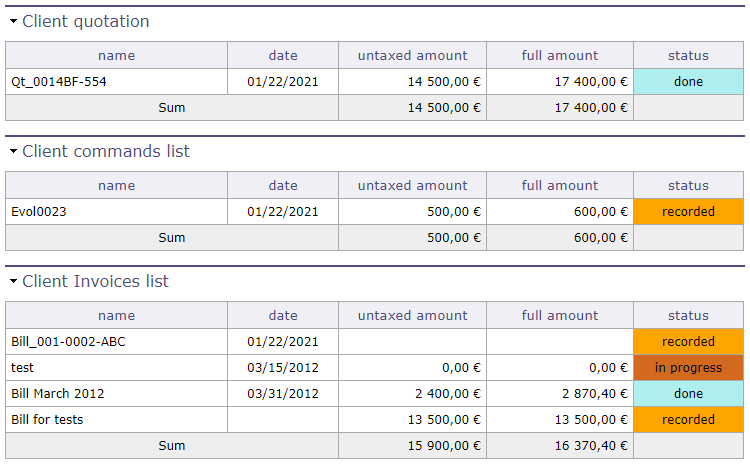 Client quotation
name date untaxed amount full amount status
Qt_0014BF-554 01/22/2021 14 500,00 € 17 400,00 € done
Sum 14 500,00 € 17 400,00 €
Client commands list
name date untaxed amount full amount status
Evol0023 01/22/2021 500,00 € 600,00 € recorded
Sum 500,00 € 600,00 €
Client Invoices list
name date untaxed amount full amount status
Bill_001-0002-ABC 01/22/2021 recorded
test 03/15/2012 0,00 € 0,00 € in progress
Bill March 2012 03/31/2012 2 400,00 € 2 870,40 € done
Bill for tests 13 500,00 € 13 500,00 € recorded
Sum 15 900,00 € 16 370,40 €